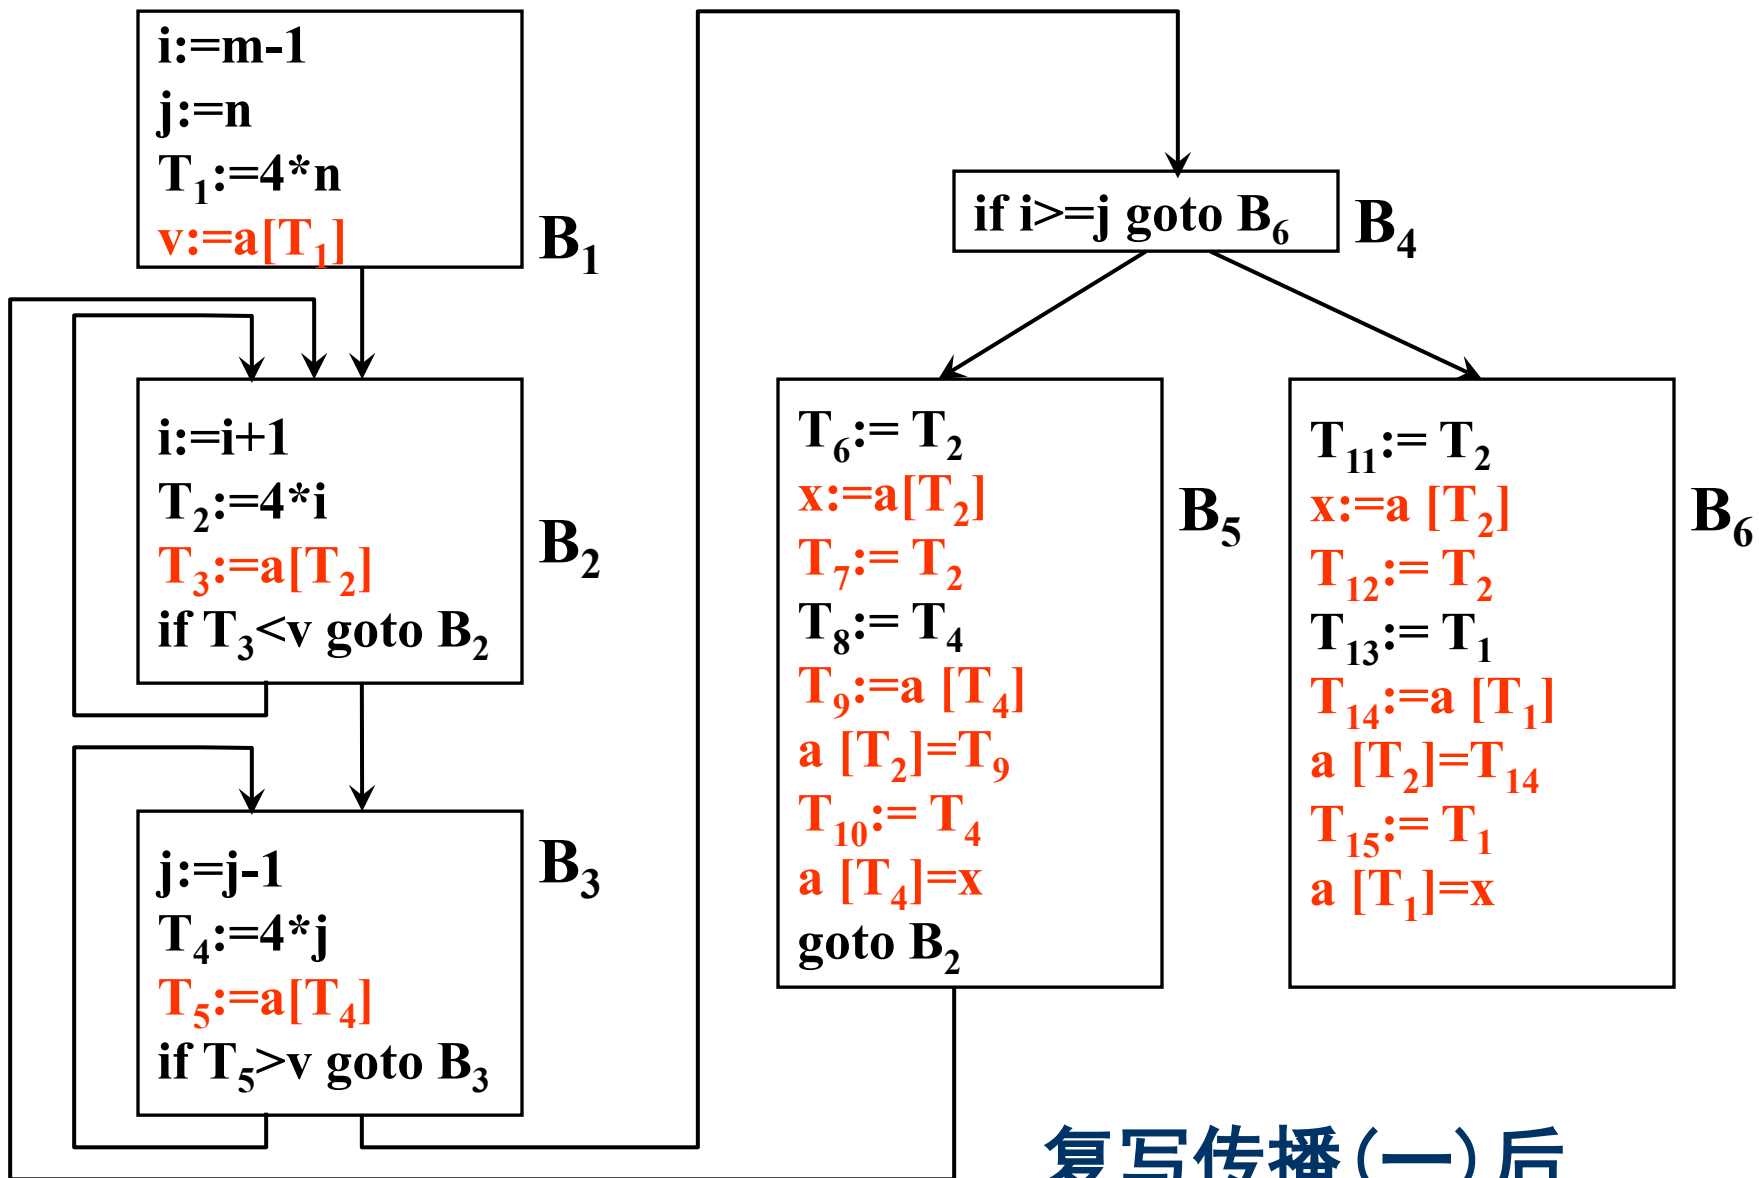 i:=m-1
j:=n
T₁:=4*n
v:=a[T₁]
B₁
i:=i+1
T₂:=4*i
T₃:=a[T₂]
if T₃<v goto B₂
B₂
j:=j-1
T₄:=4*j
T₅:=a[T₄]
if T₅>v goto B₃
B₃
if i>=j goto B₆
B₄
T₆:= T₂
x:=a[T₂]
T₇:= T₂
T₈:= T₄
T₉:=a [T₄]
a [T₂]=T₉
T₁₀:= T₄
a [T₄]=x
goto B₂
B₅
T₁₁:= T₂
x:=a [T₂]
T₁₂:= T₂
T₁₃:= T₁
T₁₄:=a [T₁]
a [T₂]=T₁₄
T₁₅:= T₁
a [T₁]=x
B₆
复写传播(一)后